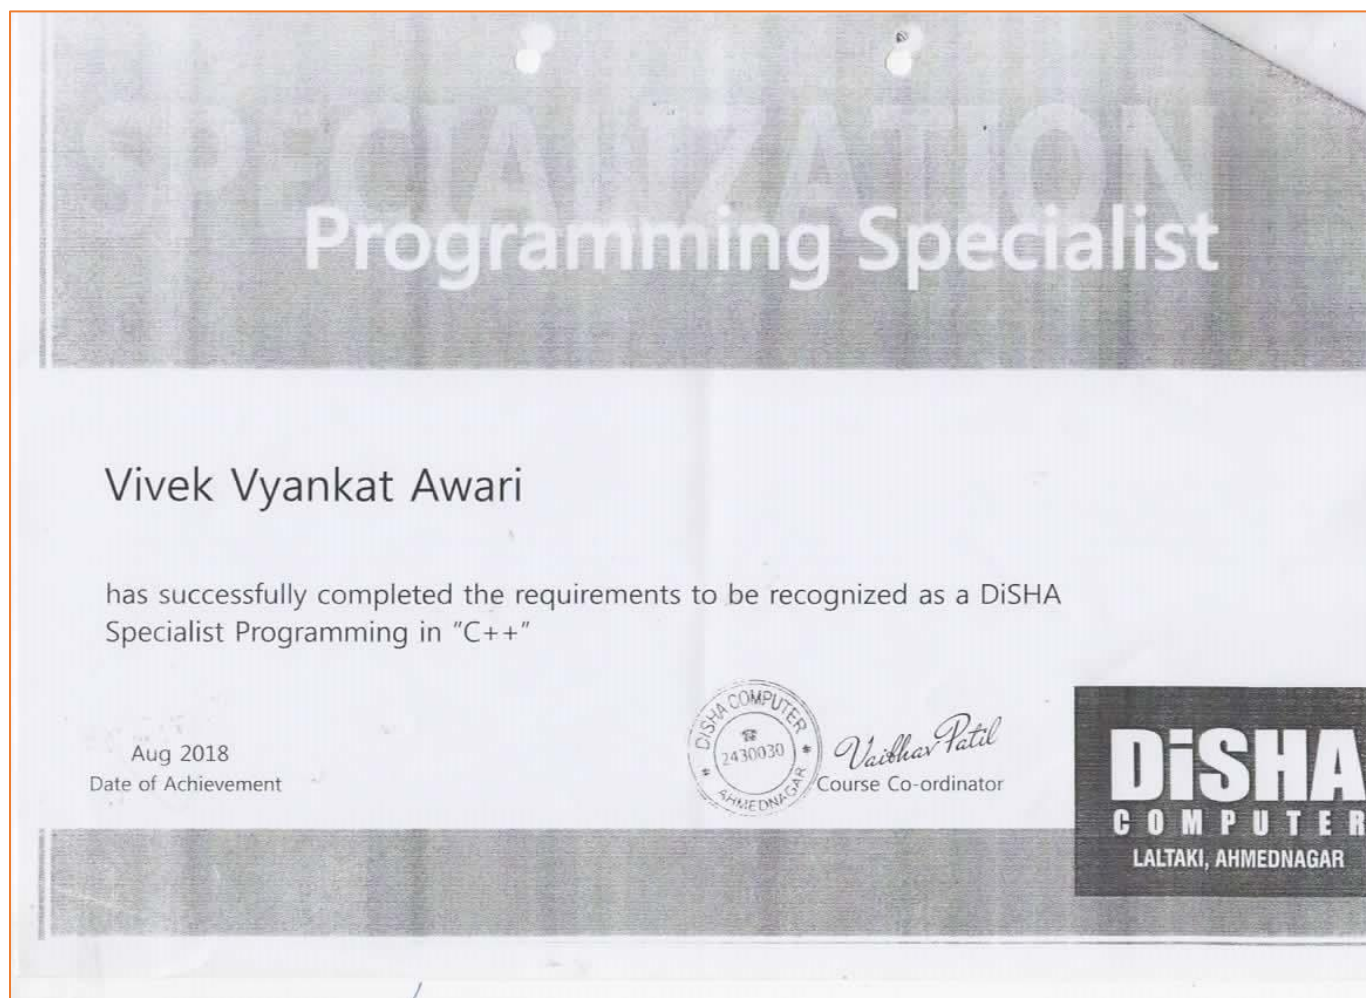 SPECIALIZATION
Programming Specialist
Vivek Vyankat Awari
has successfully completed the requirements to be recognized as a DiSHA
Specialist Programming in "C++"
Aug 2018
Date of Achievement
DISHA COMPUTER
☎
2430030
* AHMEDNAGAR *
Vaibhav Patil
Course Co-ordinator
DiSHA
COMPUTER
LALTAKI, AHMEDNAGAR